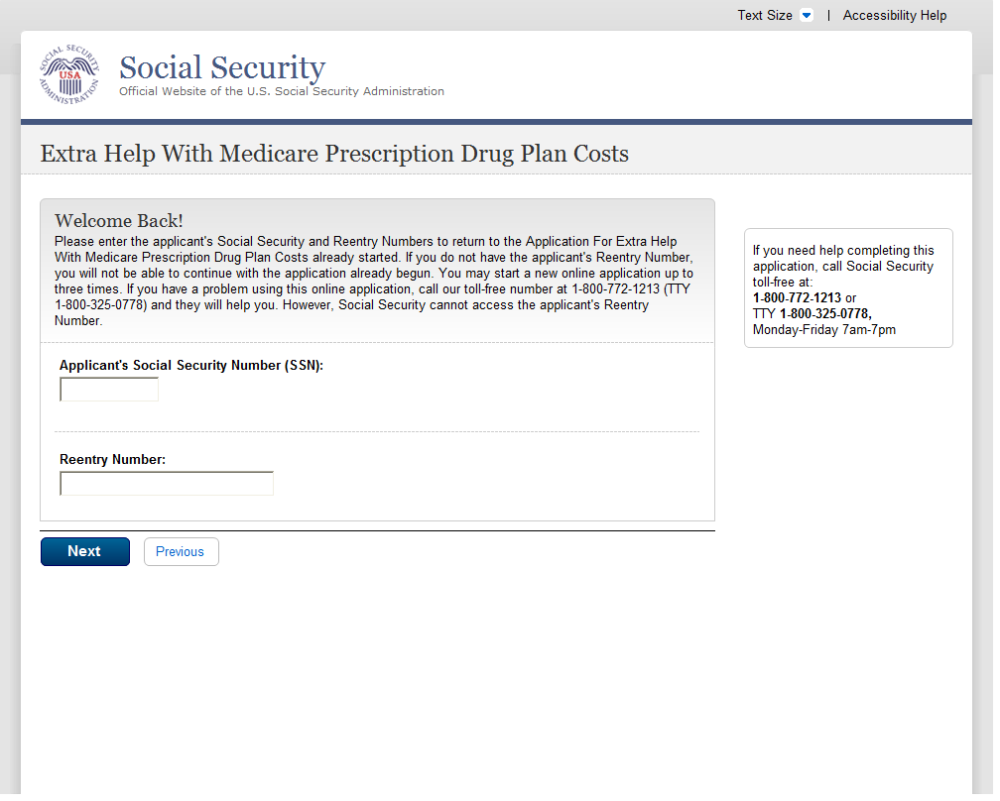 Text Size | Accessibility Help
SOCIAL SECURITY ADMINISTRATION
USA
Social Security
Official Website of the U.S. Social Security Administration
Extra Help With Medicare Prescription Drug Plan Costs
Welcome Back!
Please enter the applicant's Social Security and Reentry Numbers to return to the Application For Extra Help
With Medicare Prescription Drug Plan Costs already started. If you do not have the applicant's Reentry Number,
you will not be able to continue with the application already begun. You may start a new online application up to
three times. If you have a problem using this online application, call our toll-free number at 1-800-772-1213 (TTY
1-800-325-0778) and they will help you. However, Social Security cannot access the applicant's Reentry
Number.
Applicant's Social Security Number (SSN):
Reentry Number:
Next
Previous
If you need help completing this
application, call Social Security
toll-free at:
1-800-772-1213 or
TTY 1-800-325-0778,
Monday-Friday 7am-7pm